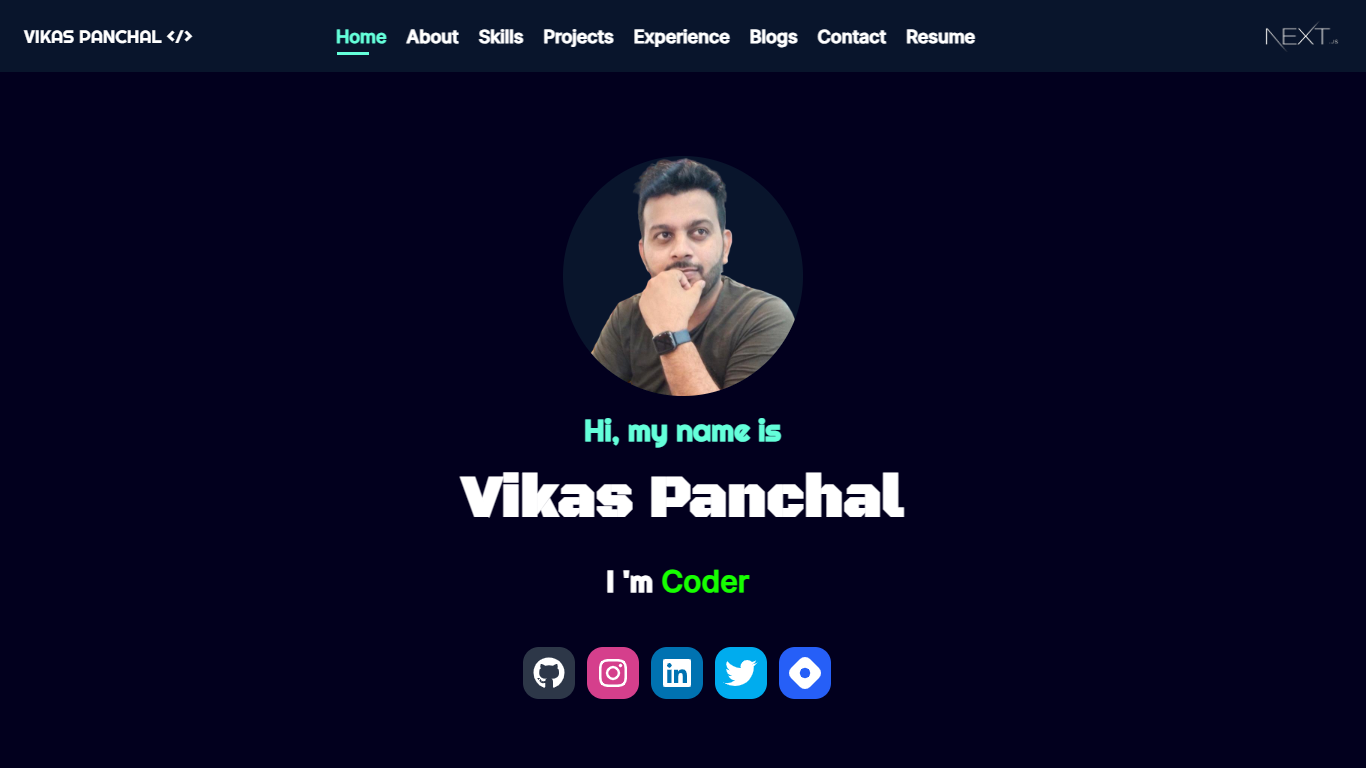 VIKAS PANCHAL </>
Home About Skills Projects Experience Blogs Contact Resume
NEXT.JS
Hi, my name is
Vikas Panchal
I 'm Coder
in